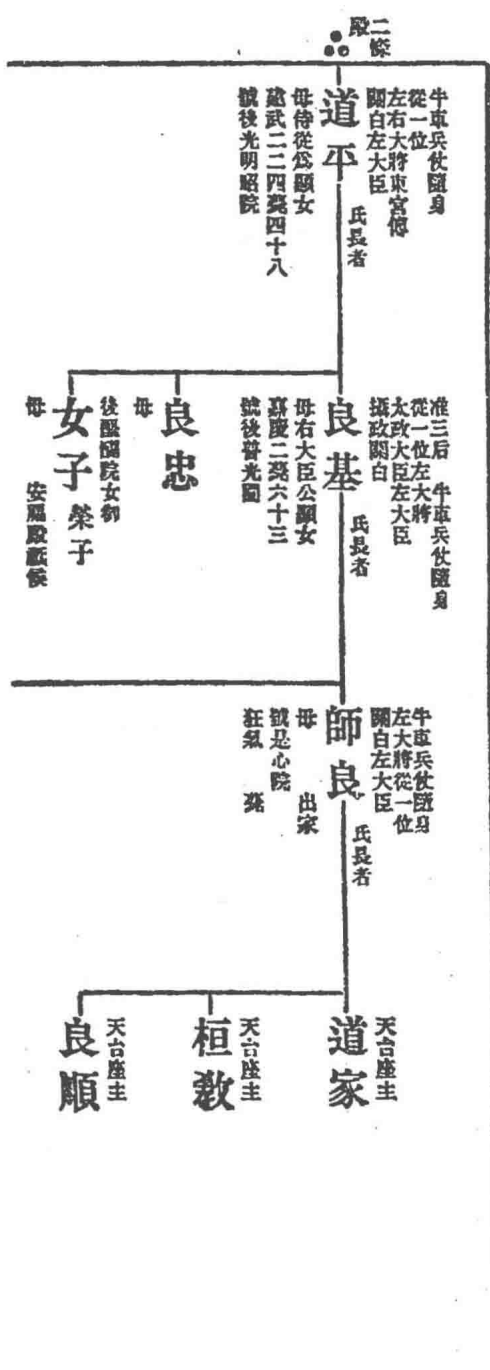 二條
殿
牛車兵仗隨身
從一位
左右大將東宮傅
關白左大臣
道平
氏長者
母侍從爲顯女
建武二二四薨四十八
號後光明照院
准三后 牛車兵仗隨身
從一位左大將
太政大臣左大臣
攝政關白
良基
氏長者
母右大臣公顯女
嘉慶二薨六十三
號後普光園
良忠
母
後醍醐院女御
女子 榮子
安福殿祗候
母
牛車兵仗隨身
左大將從一位
關白左大臣
師良
氏長者
母 出家
號是心院
狂氣 薨
天台座主
道家
天台座主
桓教
天台座主
良順